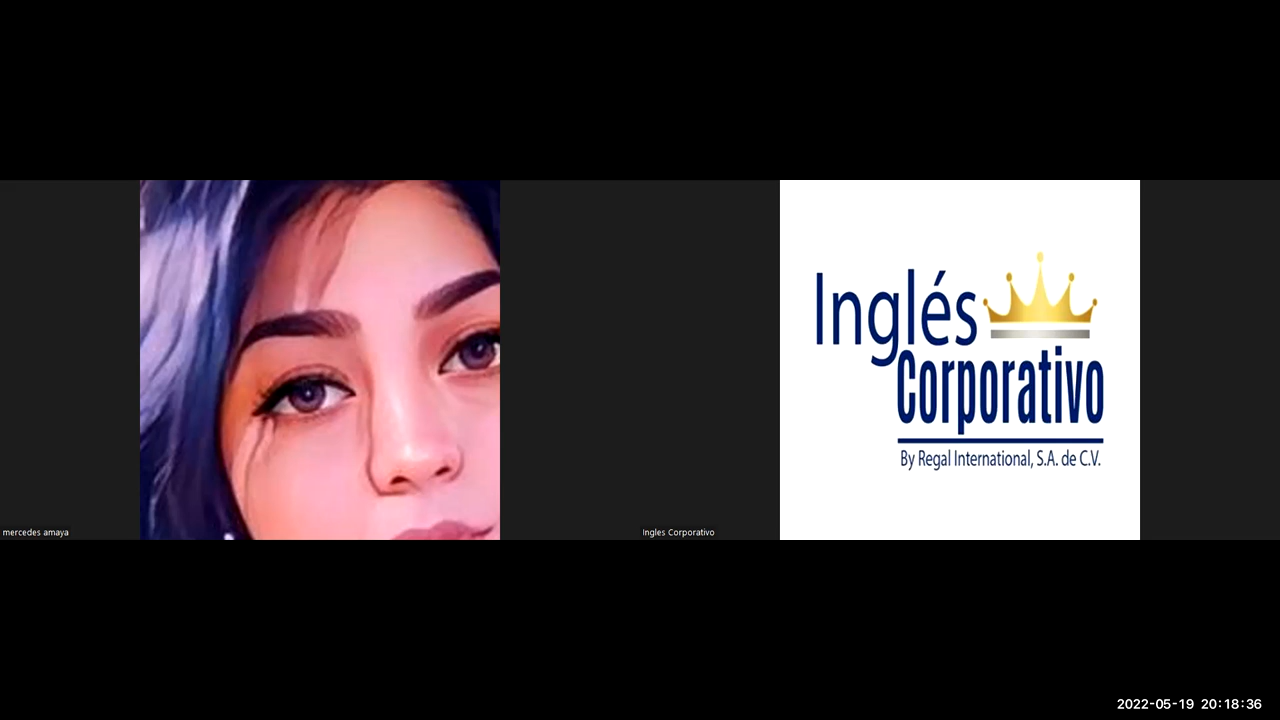 Inglés
Corporativo
By Regal International, S.A. de C.V.
mercedes amaya
Ingles Corporativo
2022-05-19 20:18:36